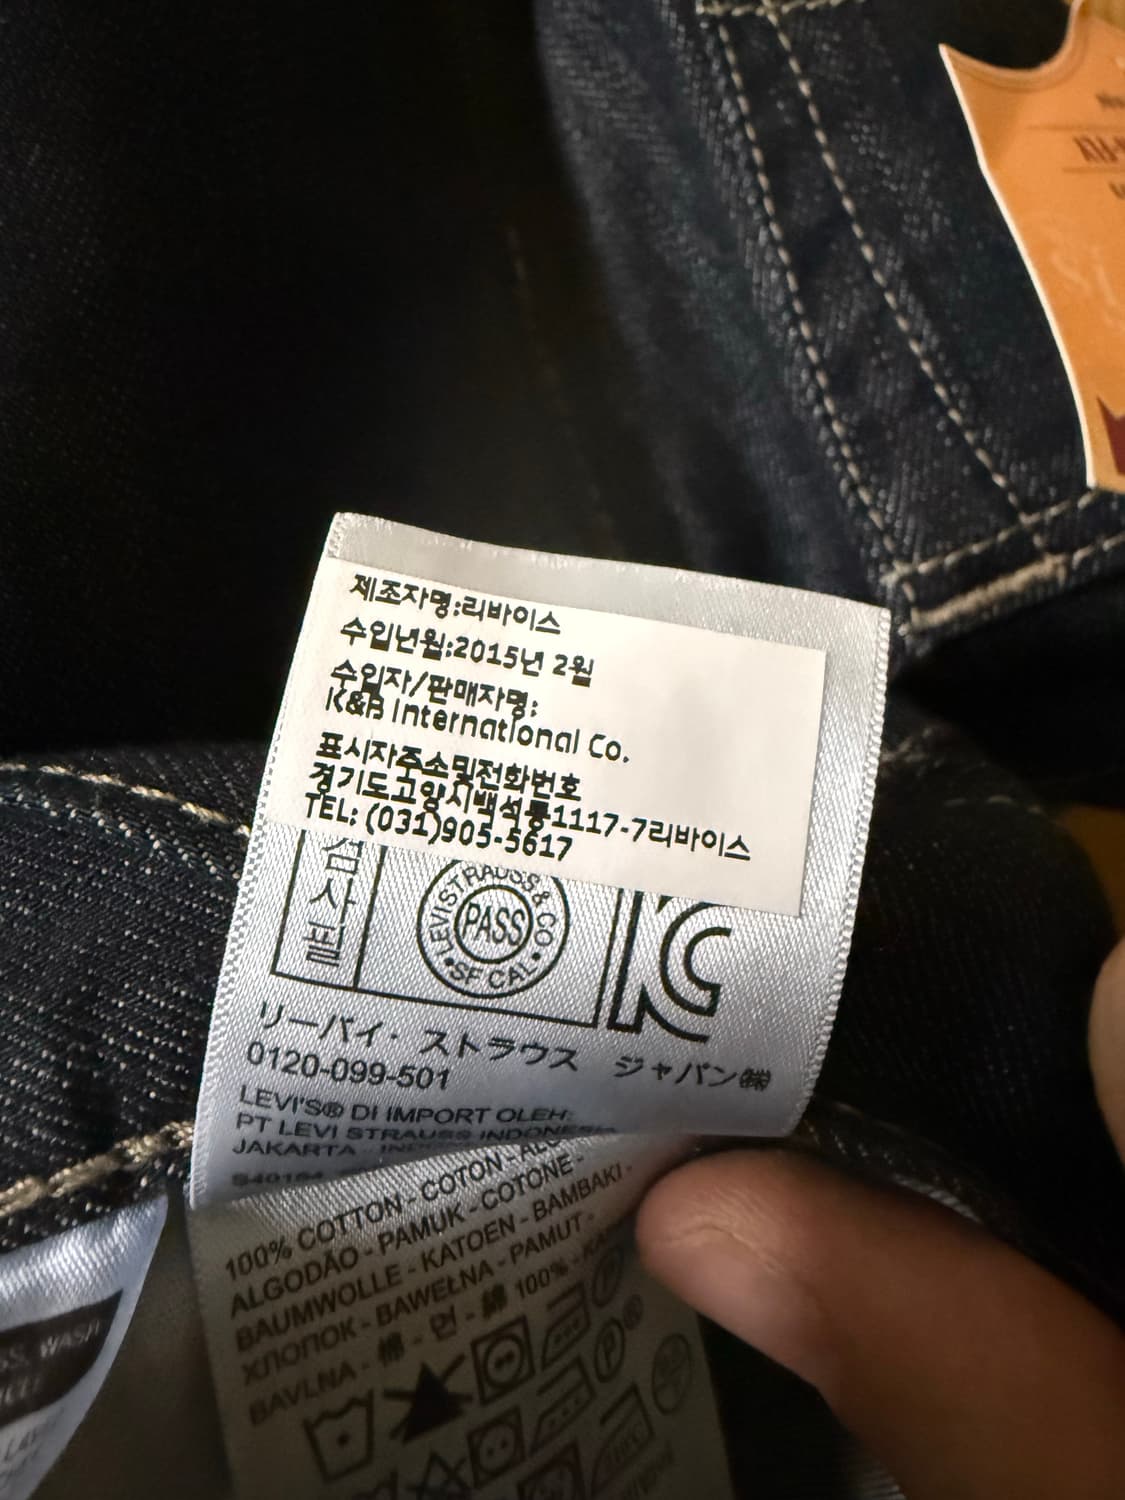 제조자명:리바이스
수입년월:2015년 2월
수입자/판매자명:
K&B International Co.
표시자주소및전화번호
경기도고양시백석동1117-7리바이스
TEL: (031)905-5617
검사필
LEVI STRAUSS & CO
PASS
SF CAL
KC
リーバイ・ストラウス ジャパン㈱
0120-099-501
LEVI'S® DI IMPORT OLEH:
PT LEVI STRAUSS INDONESIA
JAKARTA -
100% COTTON - COTON -
ALGODÃO - PAMUK - COTONE -
BAUMWOLLE - KATOEN - BAMBAKI -
ХЛОПОК - BAWEŁNA - PAMUT -
BAVLNA - 棉 - 면 - 綿 100% -
WASH